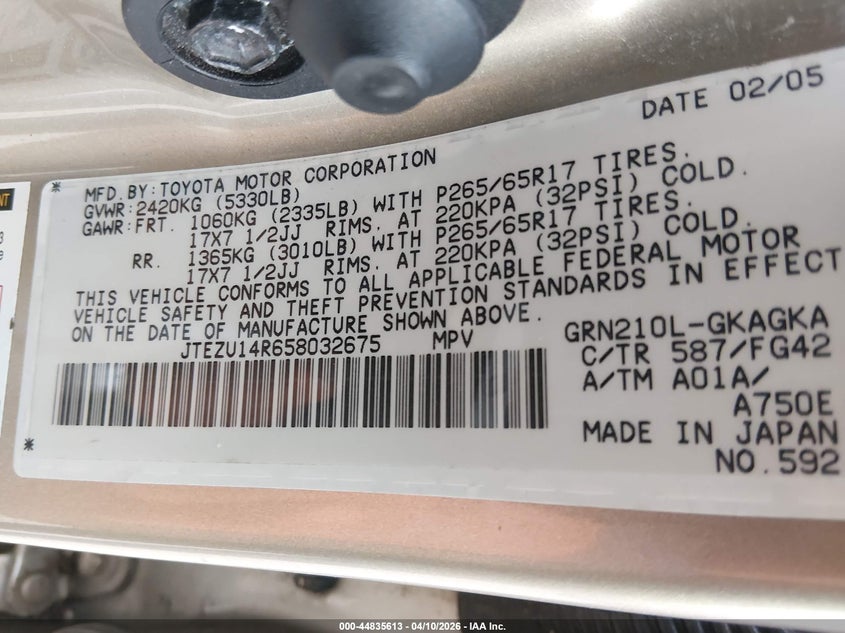 DATE 02/05
MFD.BY:TOYOTA MOTOR CORPORATION
GVWR:2420KG (5330LB)
GAWR:FRT. 1060KG (2335LB) WITH P265/65R17 TIRES.
17X7 1/2JJ RIMS. AT 220KPA (32PSI) COLD.
RR. 1365KG (3010LB) WITH P265/65R17 TIRES.
17X7 1/2JJ RIMS. AT 220KPA (32PSI) COLD.
THIS VEHICLE CONFORMS TO ALL APPLICABLE FEDERAL MOTOR
VEHICLE SAFETY AND THEFT PREVENTION STANDARDS IN EFFECT
ON THE DATE OF MANUFACTURE SHOWN ABOVE.
JTEZU14R658032675 MPV
GRN210L-GKAGKA
C/TR 587/FG42
A/TM A01A/
A750E
MADE IN JAPAN
NO.592
000-44835613 - 04/10/2026 - IAA Inc.